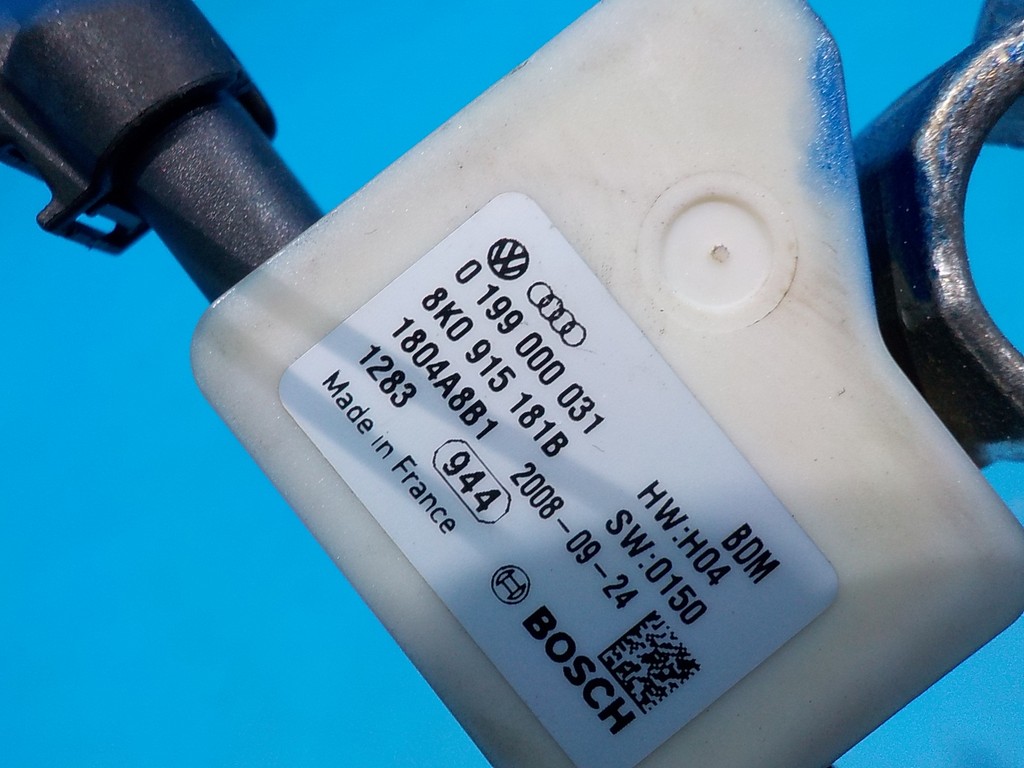 0 199 000 031 BDM
8K0 915 181B HW:H04
1804A8B1 SW:0150
1283 944 2008-09-24
Made in France BOSCH